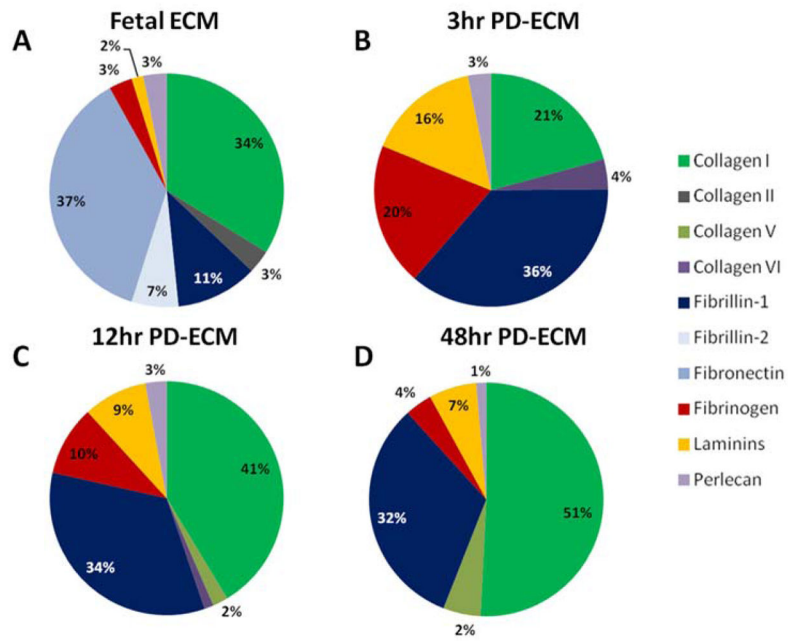 Fetal ECM
A
2%
3%
3%
34%
37%
3%
11%
7%
3hr PD-ECM
B
3%
16%
21%
4%
20%
36%
12hr PD-ECM
C
3%
9%
10%
41%
34%
2%
48hr PD-ECM
D
1%
4%
7%
32%
51%
2%
Collagen I
Collagen II
Collagen V
Collagen VI
Fibrillin-1
Fibrillin-2
Fibronectin
Fibrinogen
Laminins
Perlecan